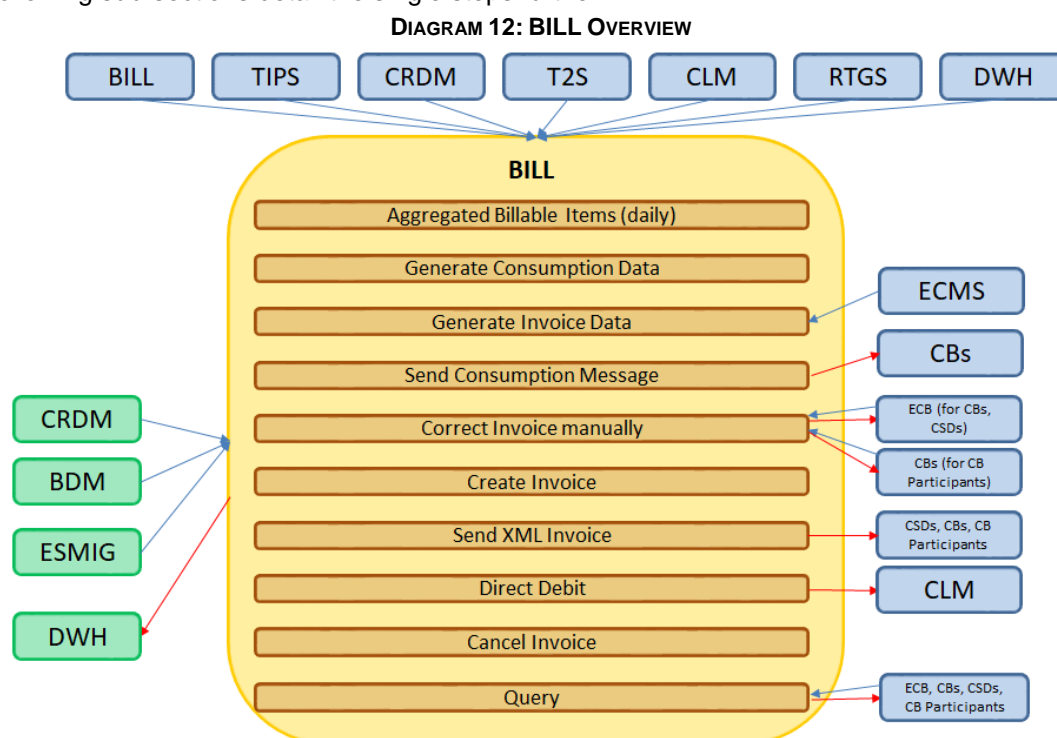 DIAGRAM 12: BILL OVERVIEW
BILL
TIPS
CRDM
T2S
CLM
RTGS
DWH
BILL
Aggregated Billable Items (daily)
Generate Consumption Data
ECMS
Generate Invoice Data
CBs
Send Consumption Message
CRDM
Correct Invoice manually
ECB (for CBs,
CSDs)
CBs (for CB
Participants)
BDM
Create Invoice
ESMIG
Send XML Invoice
CSDs, CBs, CB
Participants
Direct Debit
CLM
DWH
Cancel Invoice
Query
ECB, CBs, CSDs,
CB Participants